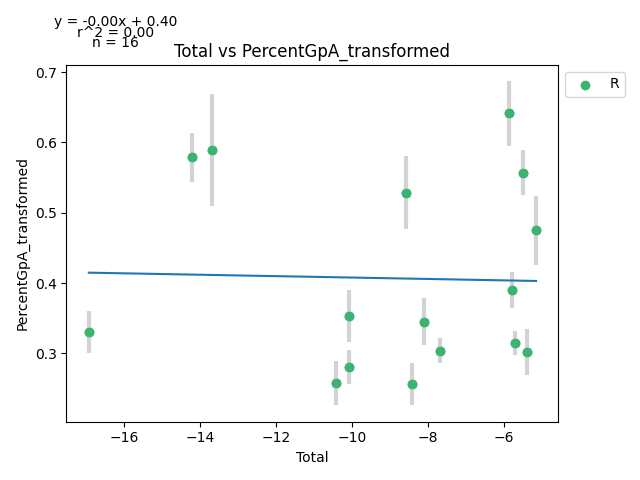 y = -0.00x + 0.40
r^2 = 0.00
n = 16
Total vs PercentGpA_transformed
R
PercentGpA_transformed
0.7
0.6
0.5
0.4
0.3
−16 −14 −12 −10 −8 −6
Total